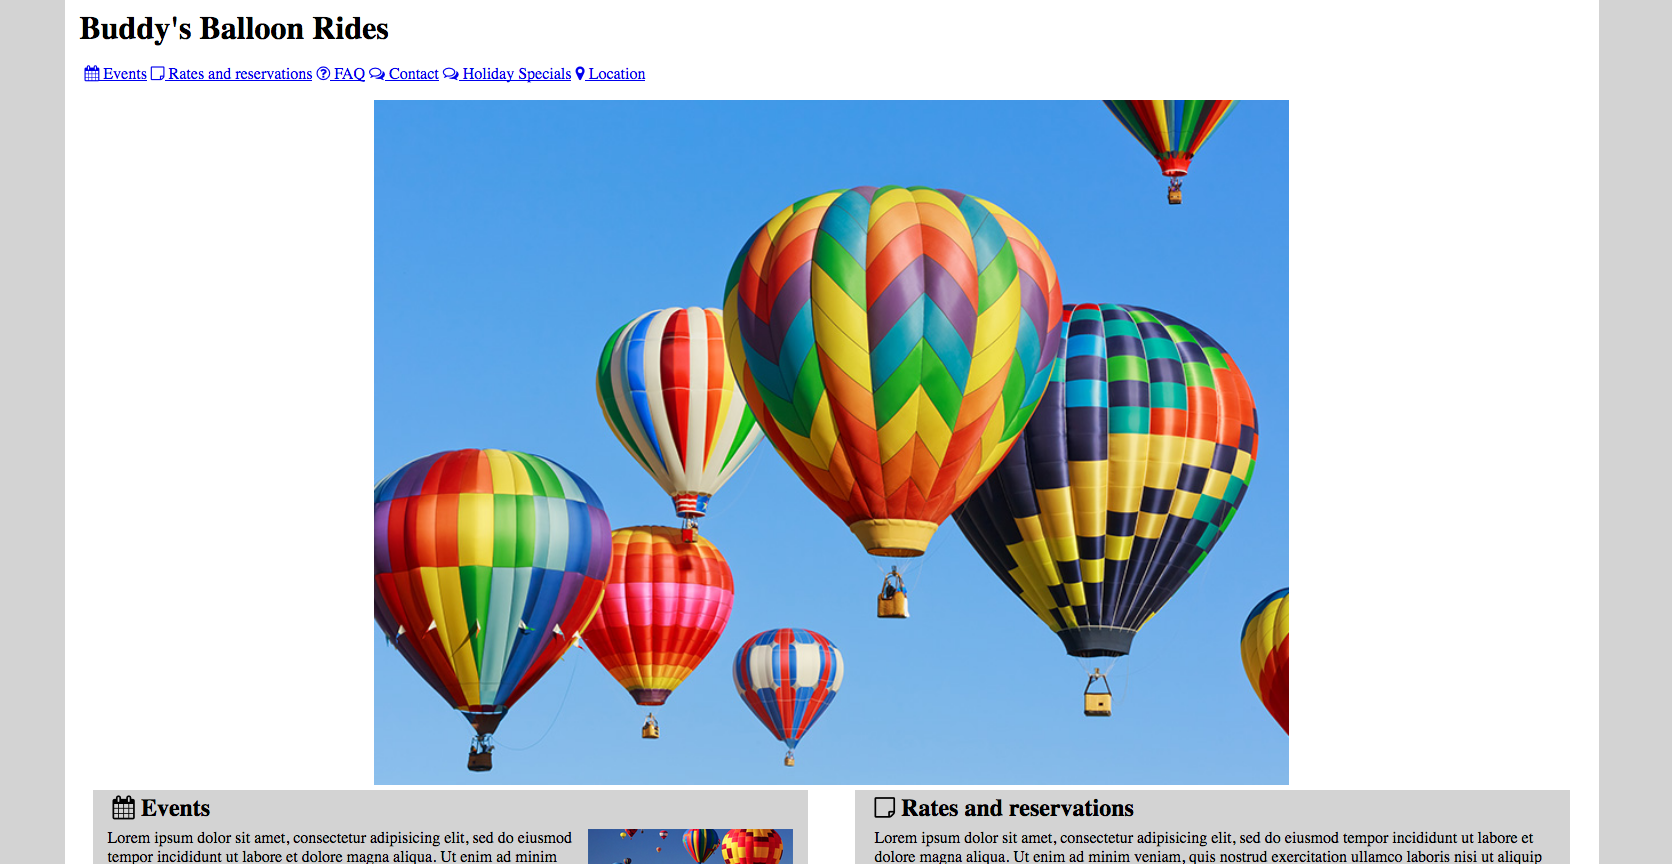 Buddy's Balloon Rides
Events Rates and reservations FAQ Contact Holiday Specials Location
Events
Lorem ipsum dolor sit amet, consectetur adipisicing elit, sed do eiusmod
tempor incididunt ut labore et dolore magna aliqua. Ut enim ad minim
Rates and reservations
Lorem ipsum dolor sit amet, consectetur adipisicing elit, sed do eiusmod tempor incididunt ut labore et
dolore magna aliqua. Ut enim ad minim veniam, quis nostrud exercitation ullamco laboris nisi ut aliquip